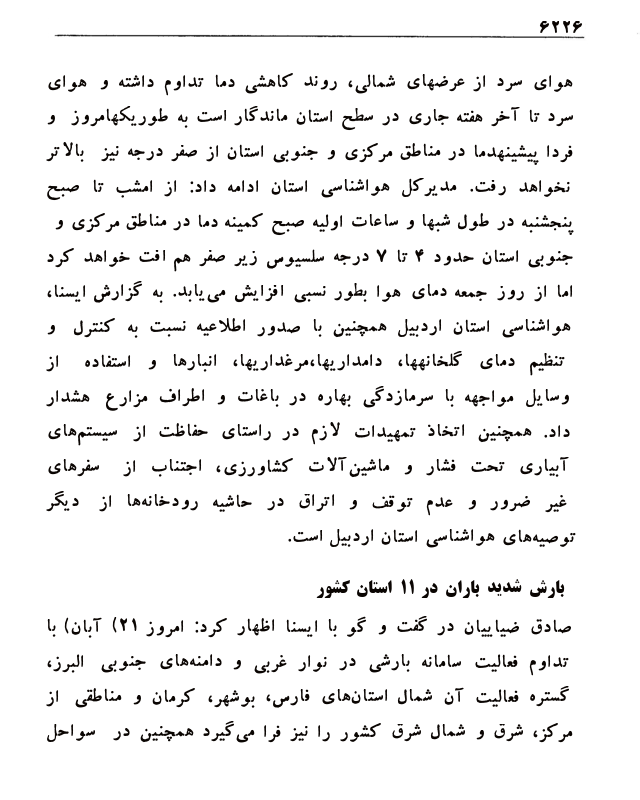 ۶۲۲۶
هوای سرد از عرضهای شمالی، روند کاهشی دما تداوم داشته و هوای
سرد تا آخر هفته جاری در سطح استان ماندگار است به طوریکهامروز و
فردا پیشینهدما در مناطق مرکزی و جنوبی استان از صفر درجه نیز بالاتر
نخواهد رفت. مدیرکل هواشناسی استان ادامه داد: از امشب تا صبح
پنجشنبه در طول شبها و ساعات اولیه صبح کمینه دما در مناطق مرکزی و
جنوبی استان حدود ۴ تا ۷ درجه سلسیوس زیر صفر هم افت خواهد کرد
اما از روز جمعه دمای هوا بطور نسبی افزایش می‌یابد. به گزارش ایسنا،
هواشناسی استان اردبیل همچنین با صدور اطلاعیه نسبت به کنترل و
تنظیم دمای گلخانهها، دامداریها،مرغداریها، انبارها و استفاده از
وسایل مواجهه با سرمازدگی بهاره در باغات و اطراف مزارع هشدار
داد. همچنین اتخاذ تمهیدات لازم در راستای حفاظت از سیستم‌های
آبیاری تحت فشار و ماشین‌آلات کشاورزی، اجتناب از سفرهای
غیر ضرور و عدم توقف و اتراق در حاشیه رودخانه‌ها از دیگر
توصیه‌های هواشناسی استان اردبیل است.
بارش شدید باران در ۱۱ استان کشور
صادق ضیاییان در گفت و گو با ایسنا اظهار کرد: امروز ۲۱) آبان) با
تداوم فعالیت سامانه بارشی در نوار غربی و دامنه‌های جنوبی البرز،
گستره فعالیت آن شمال استان‌های فارس، بوشهر، کرمان و مناطقی از
مرکز، شرق و شمال شرق کشور را نیز فرا می‌گیرد همچنین در سواحل